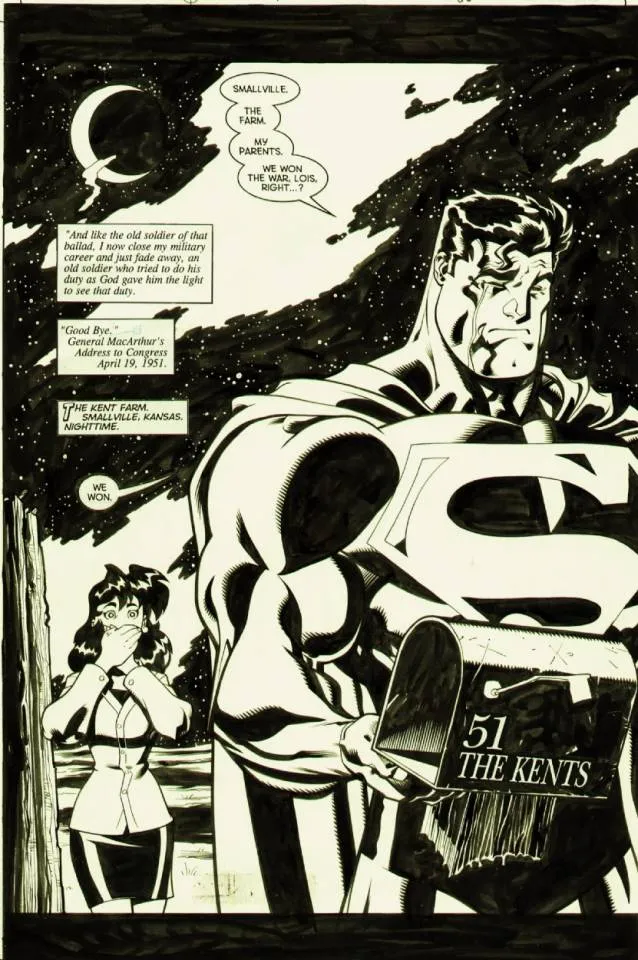 SMALLVILLE.
THE
FARM.
MY
PARENTS.
WE WON
THE WAR, LOIS,
RIGHT...?
"And like the old soldier of that
ballad, I now close my military
career and just fade away, an
old soldier who tried to do his
duty as God gave him the light
to see that duty.
"Good Bye."
General MacArthur's
Address to Congress
April 19, 1951.
THE KENT FARM.
SMALLVILLE, KANSAS.
NIGHTTIME.
WE
WON.
S
51
THE KENTS